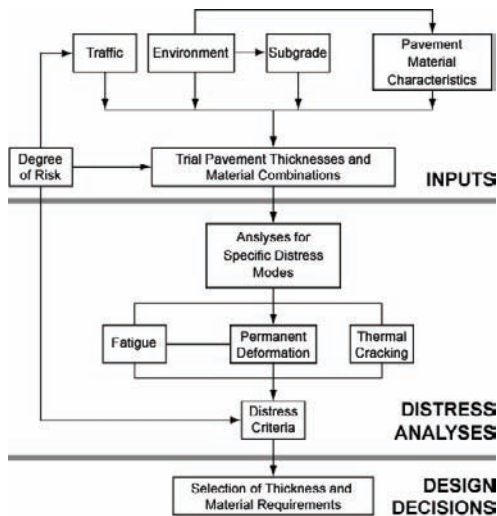 Traffic
Environment
Subgrade
Pavement
Material
Characteristics
Degree
of Risk
Trial Pavement Thicknesses and
Material Combinations
INPUTS
Analyses for
Specific Distress
Modes
Fatigue
Permanent
Deformation
Thermal
Cracking
Distress
Criteria
DISTRESS
ANALYSES
Selection of Thickness and
Material Requirements
DESIGN
DECISIONS